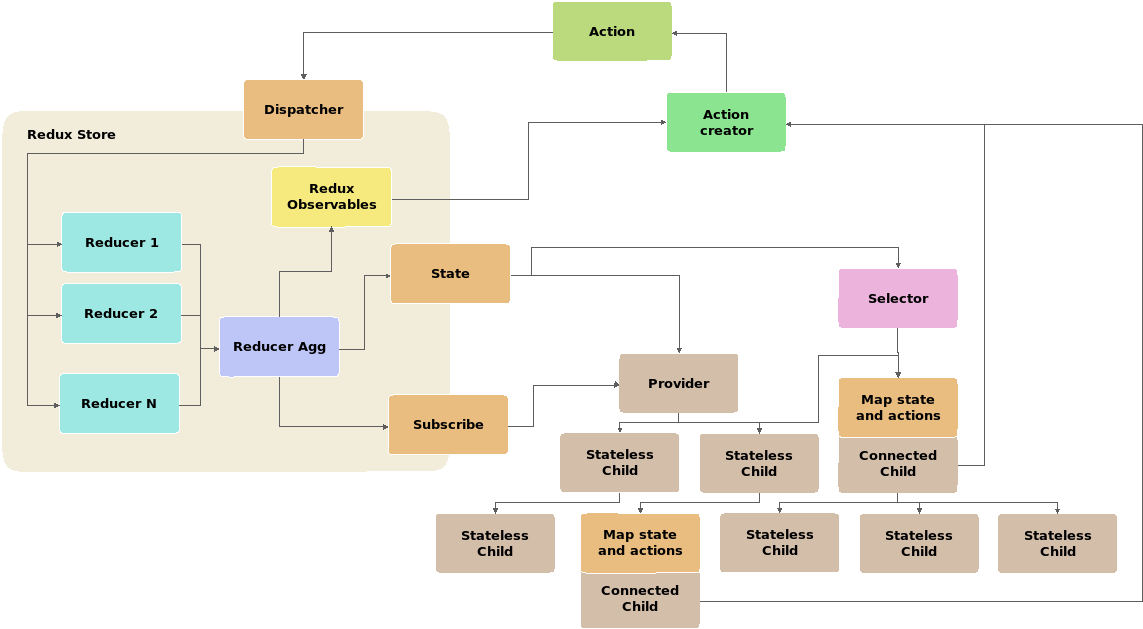 Action
Dispatcher
Action
creator
Redux Store
Redux
Observables
Reducer 1
State
Selector
Reducer 2
Reducer Agg
Provider
Reducer N
Map state
and actions
Subscribe
Stateless
Child
Stateless
Child
Connected
Child
Stateless
Child
Map state
and actions
Stateless
Child
Stateless
Child
Stateless
Child
Connected
Child